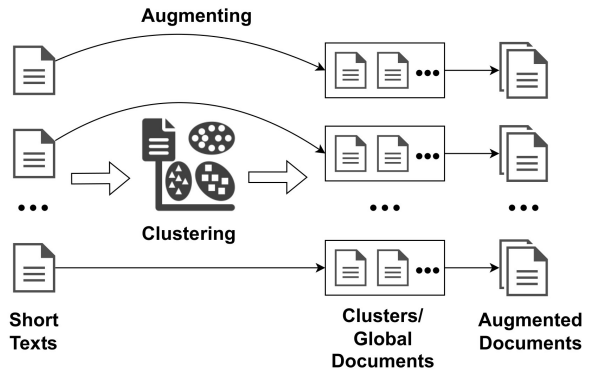 Augmenting
Clustering
Short
Texts
Clusters/
Global
Documents
Augmented
Documents